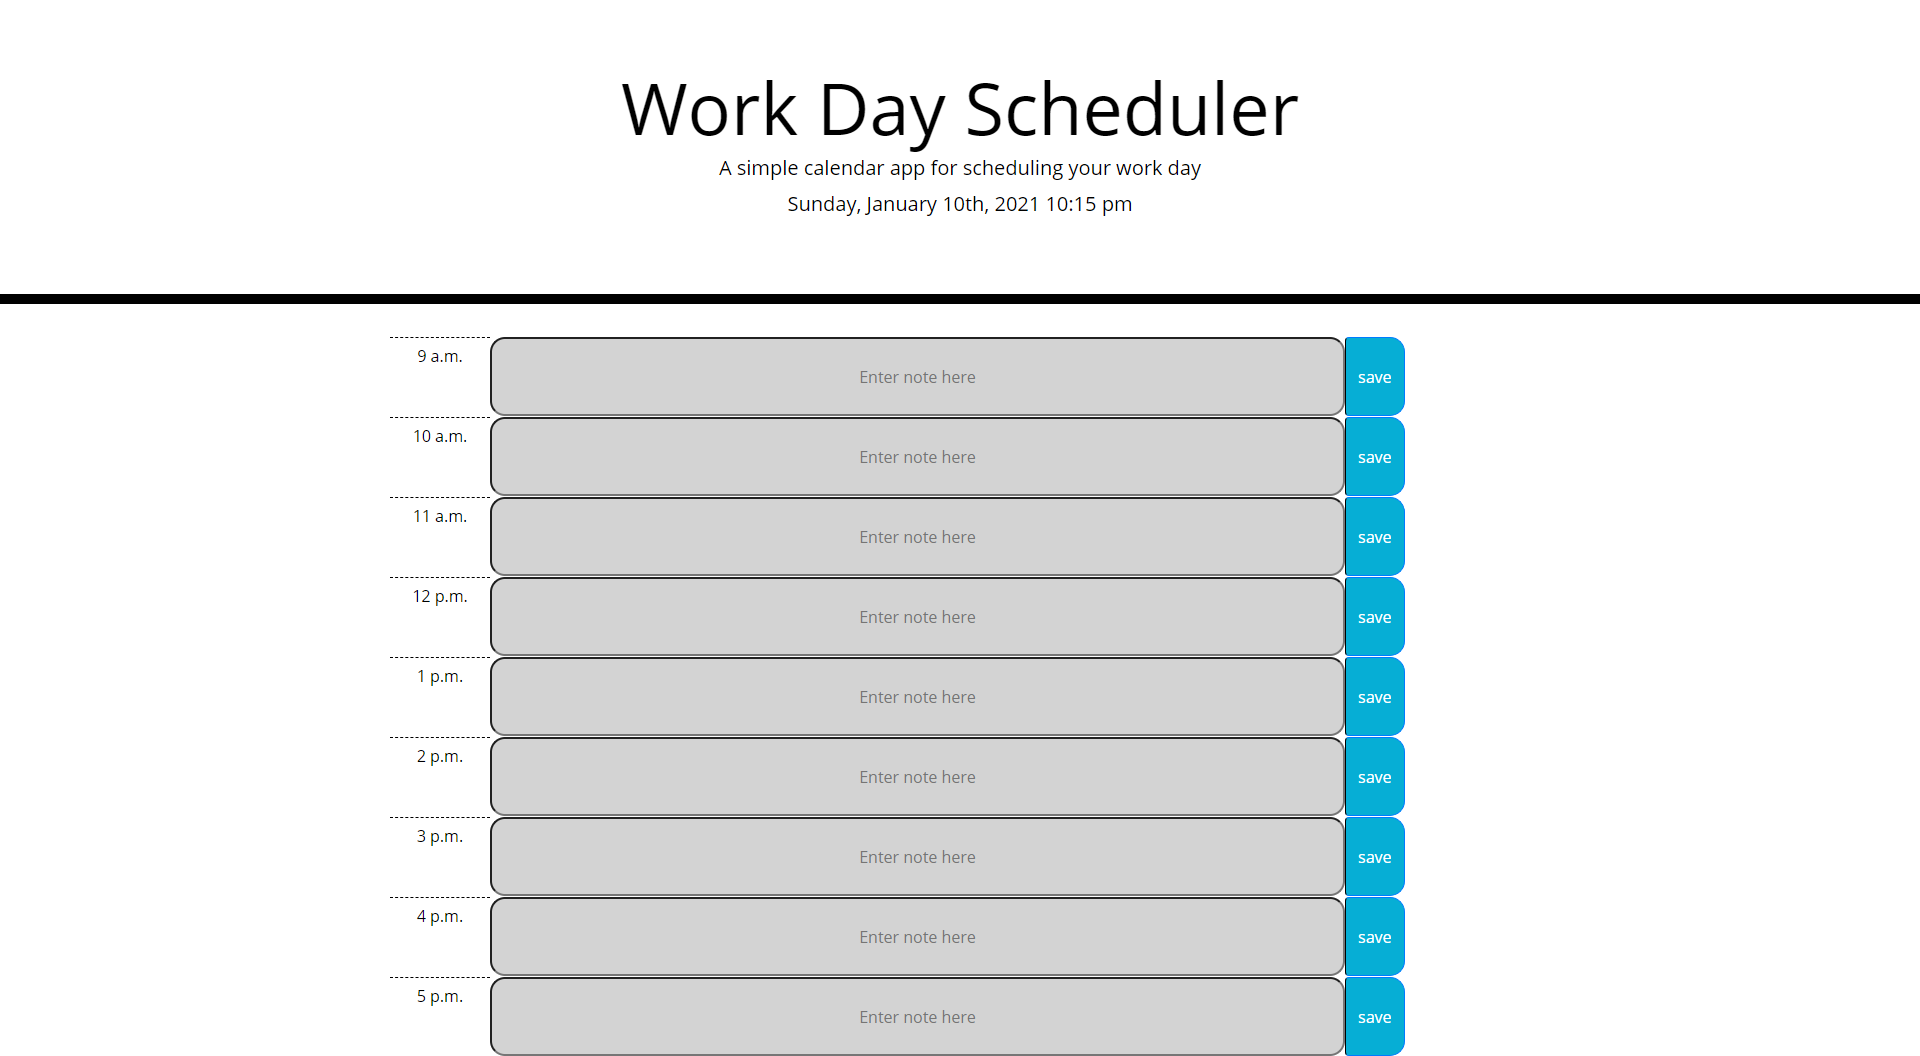 Work Day Scheduler
A simple calendar app for scheduling your work day
Sunday, January 10th, 2021 10:15 pm
9 a.m. Enter note here save
10 a.m. Enter note here save
11 a.m. Enter note here save
12 p.m. Enter note here save
1 p.m. Enter note here save
2 p.m. Enter note here save
3 p.m. Enter note here save
4 p.m. Enter note here save
5 p.m. Enter note here save